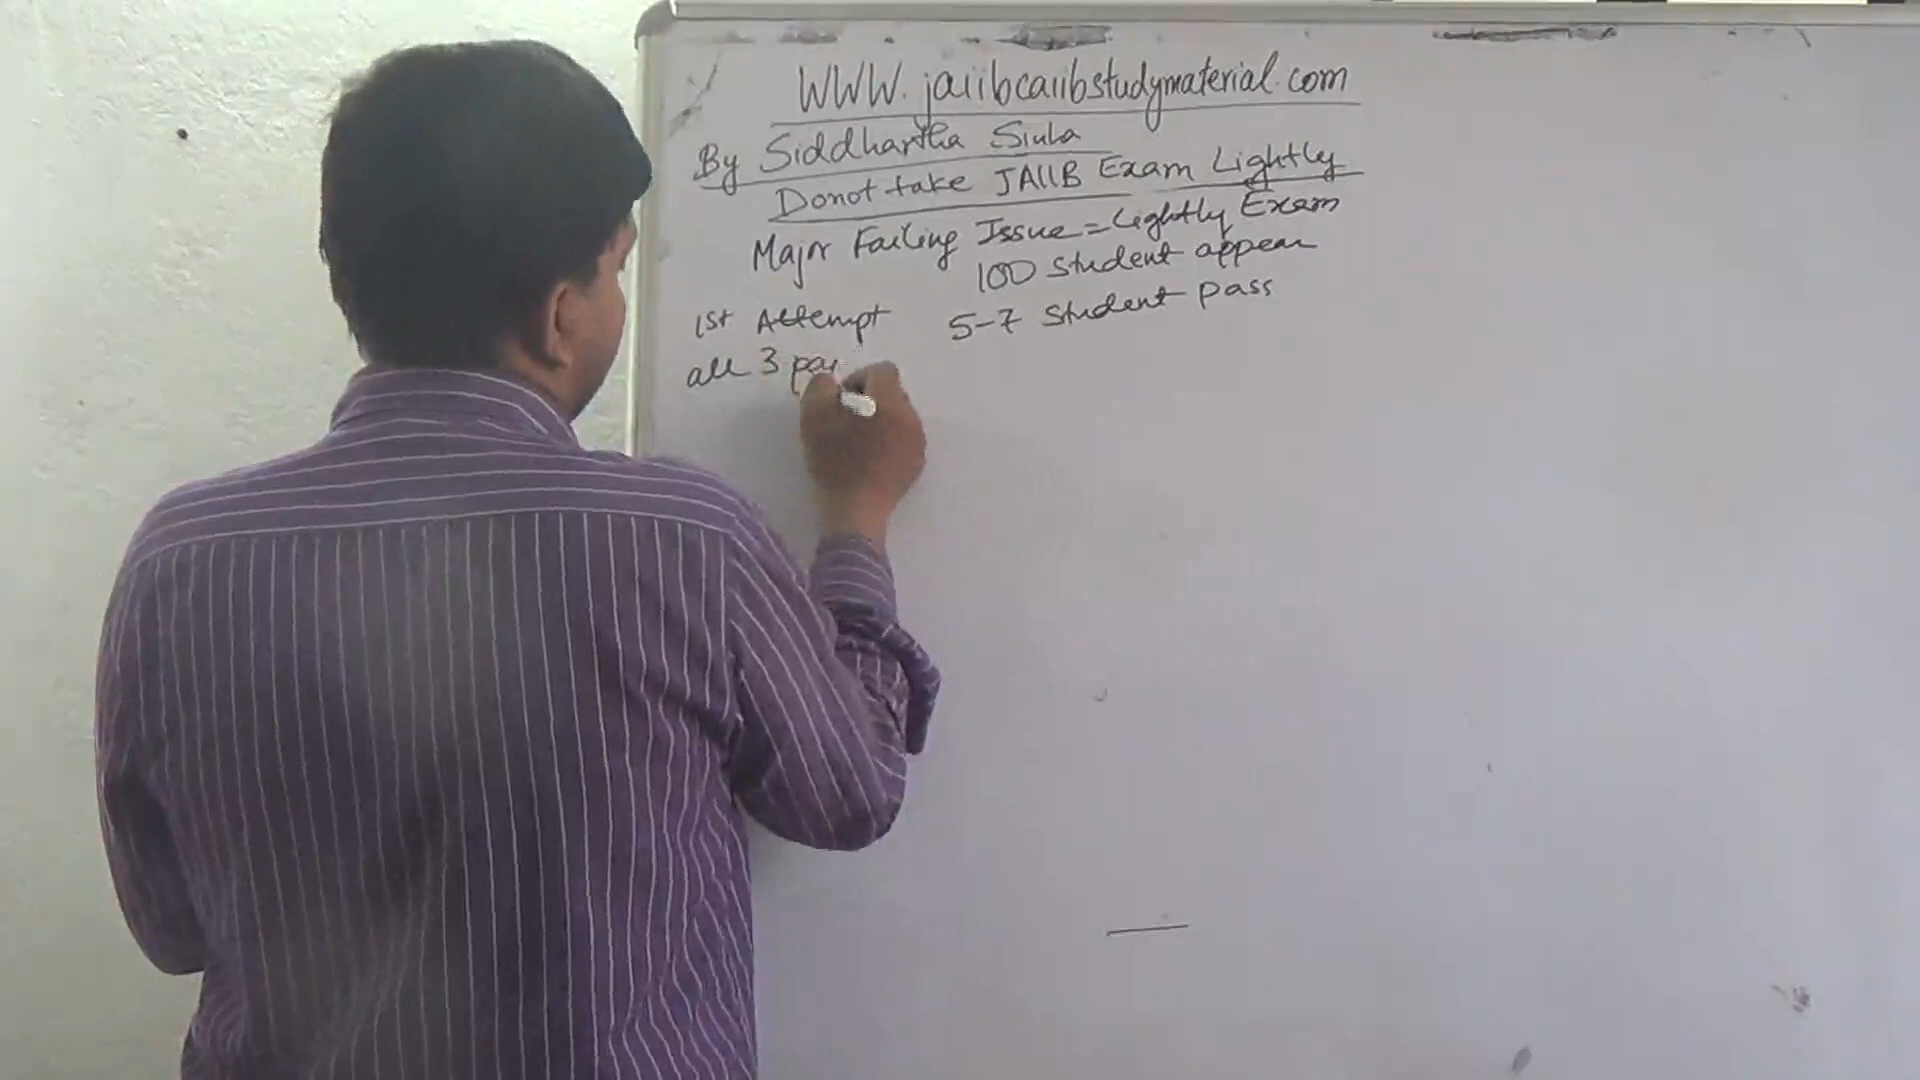 WWW.jaiibcaiibstudymaterial.com
By Siddhartha Sinha
Donot take JAIIB Exam Lightly
Major Failing Issue = Lightly Exam
100 student appear
1st Attempt 5-7 student pass
all 3 pa